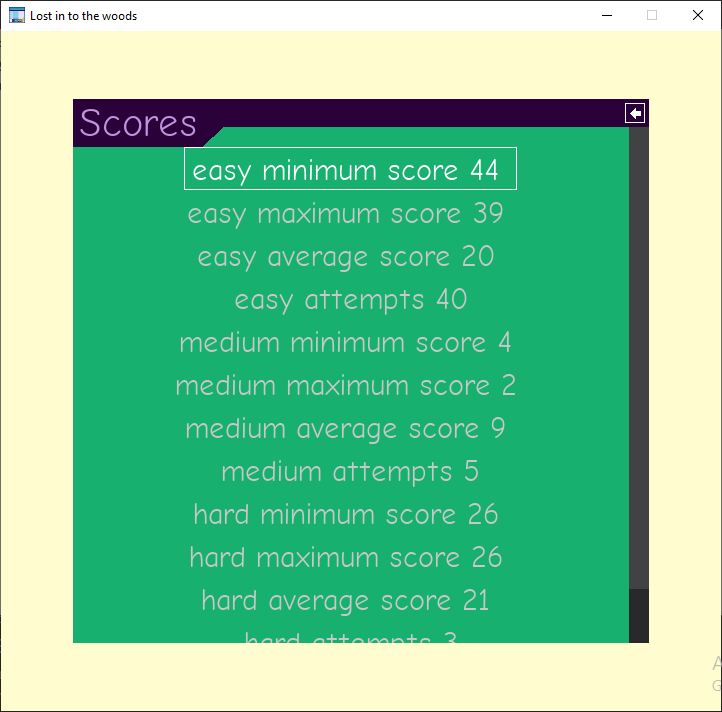 Lost in to the woods
Scores
easy minimum score 44
easy maximum score 39
easy average score 20
easy attempts 40
medium minimum score 4
medium maximum score 2
medium average score 9
medium attempts 5
hard minimum score 26
hard maximum score 26
hard average score 21
hard attempts 3